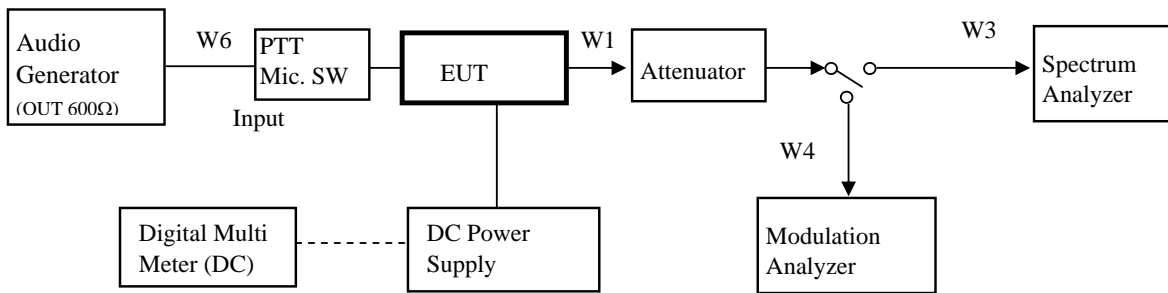 Audio
Generator
(OUT 600Ω)
W6
Input
PTT
Mic. SW
EUT
W1
Attenuator
W3
Spectrum
Analyzer
W4
Modulation
Analyzer
Digital Multi
Meter (DC)
DC Power
Supply